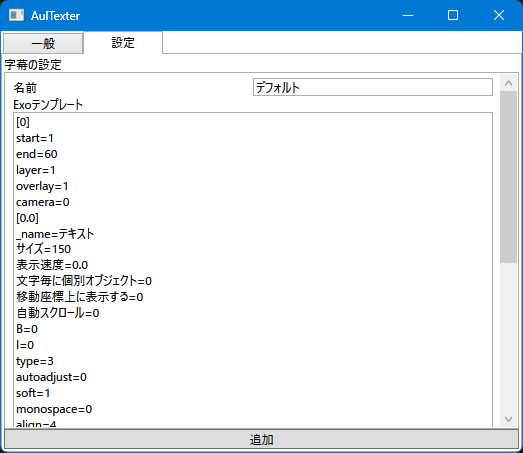 AulTexter
一般 設定
字幕の設定
名前 デフォルト
Exoテンプレート
[0]
start=1
end=60
layer=1
overlay=1
camera=0
[0.0]
_name=テキスト
サイズ=150
表示速度=0.0
文字毎に個別オブジェクト=0
移動座標上に表示する=0
自動スクロール=0
B=0
I=0
type=3
autoadjust=0
soft=1
monospace=0
align=4
追加